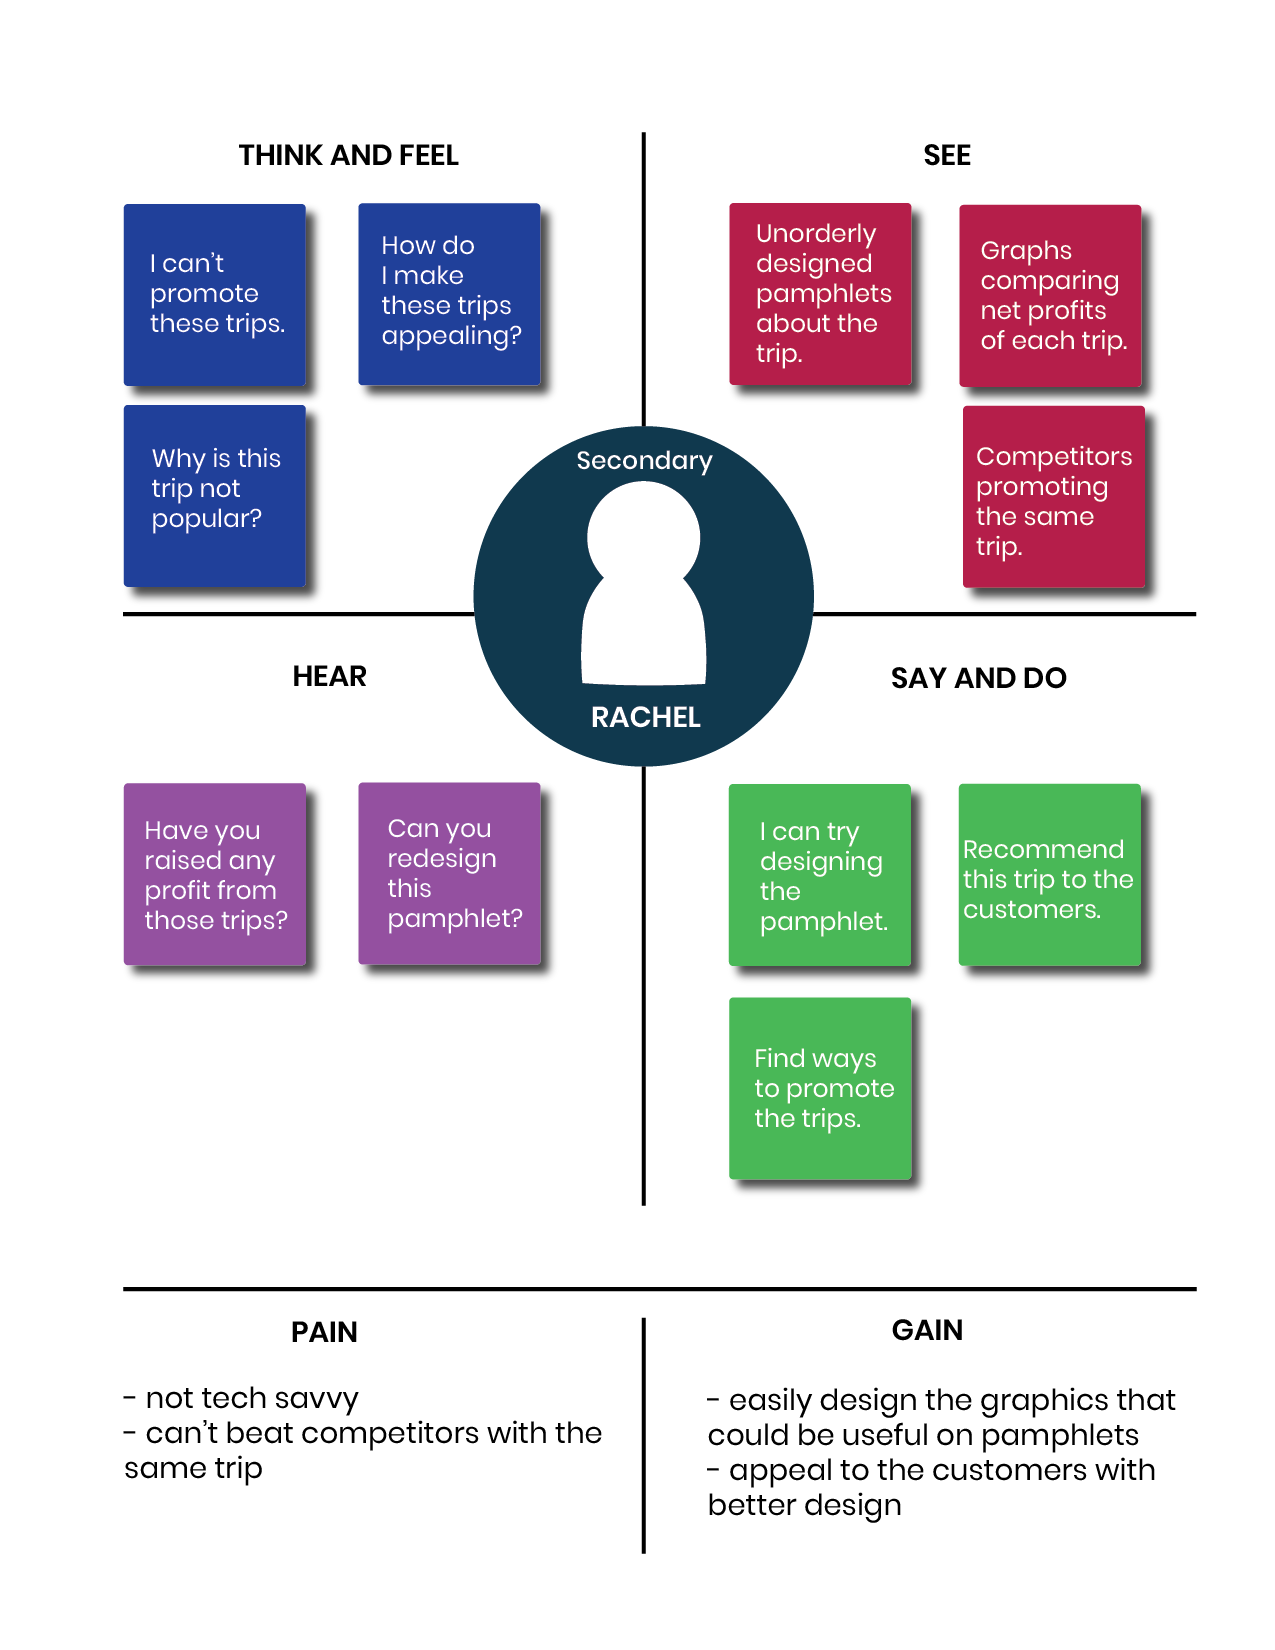 THINK AND FEEL
I can't
promote
these trips.
How do
I make
these trips
appealing?
Why is this
trip not
popular?
SEE
Unorderly
designed
pamphlets
about the
trip.
Graphs
comparing
net profits
of each trip.
Competitors
promoting
the same
trip.
Secondary
RACHEL
HEAR
Have you
raised any
profit from
those trips?
Can you
redesign
this
pamphlet?
SAY AND DO
I can try
designing
the
pamphlet.
Recommend
this trip to the
customers.
Find ways
to promote
the trips.
PAIN
- not tech savvy
- can't beat competitors with the
same trip
GAIN
- easily design the graphics that
could be useful on pamphlets
- appeal to the customers with
better design